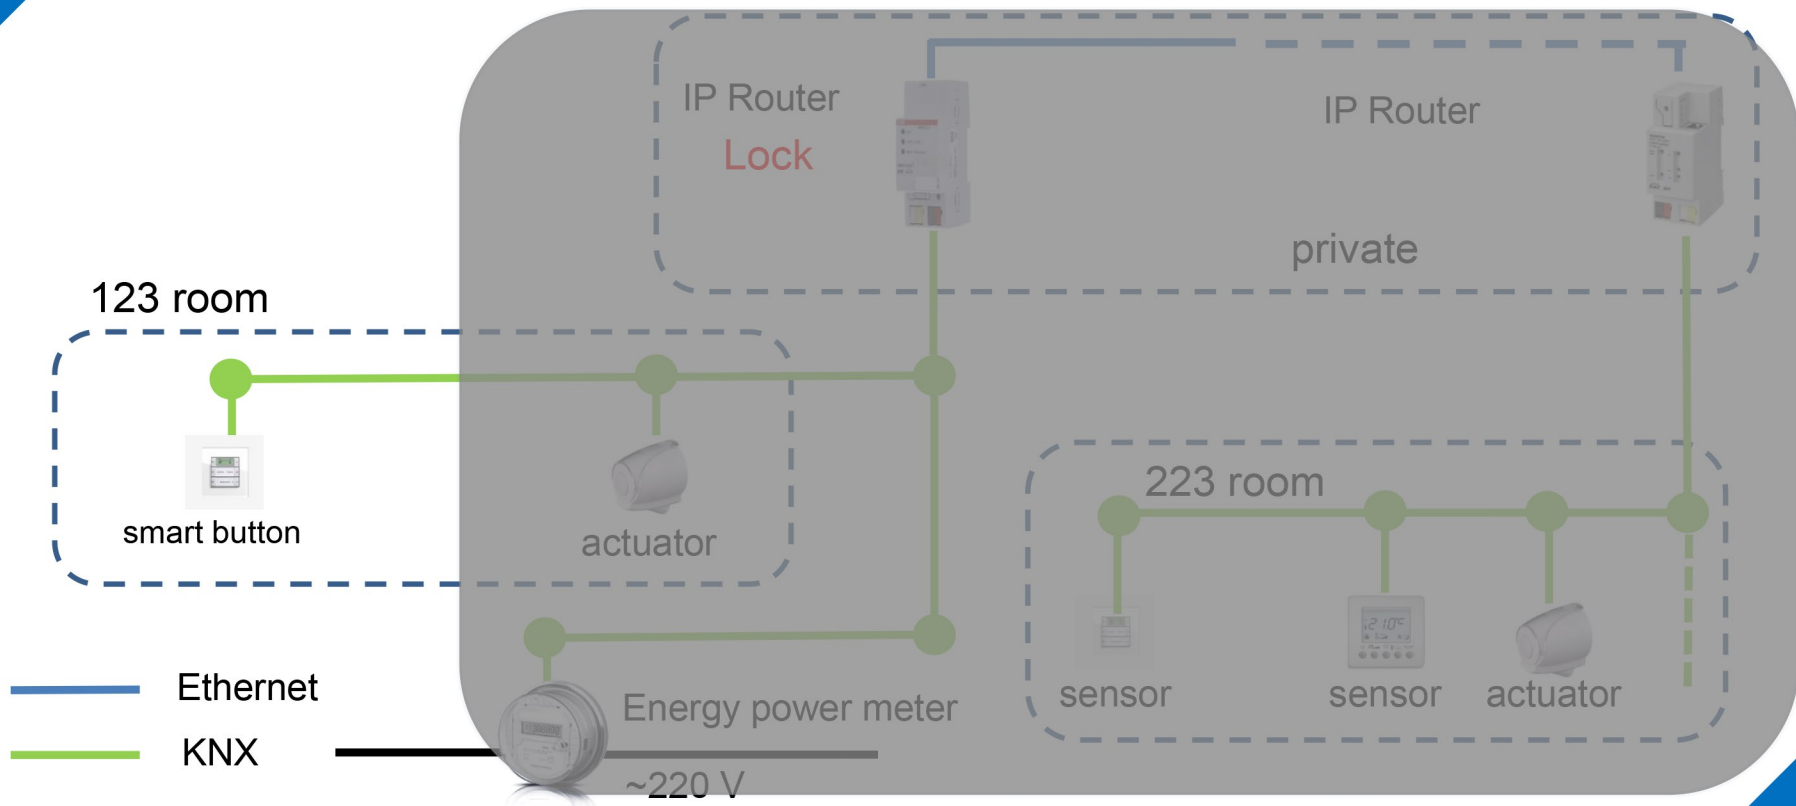 IP Router
Lock
IP Router
private
123 room
smart button
actuator
223 room
sensor
sensor
actuator
Ethernet
KNX
Energy power meter
~220 V